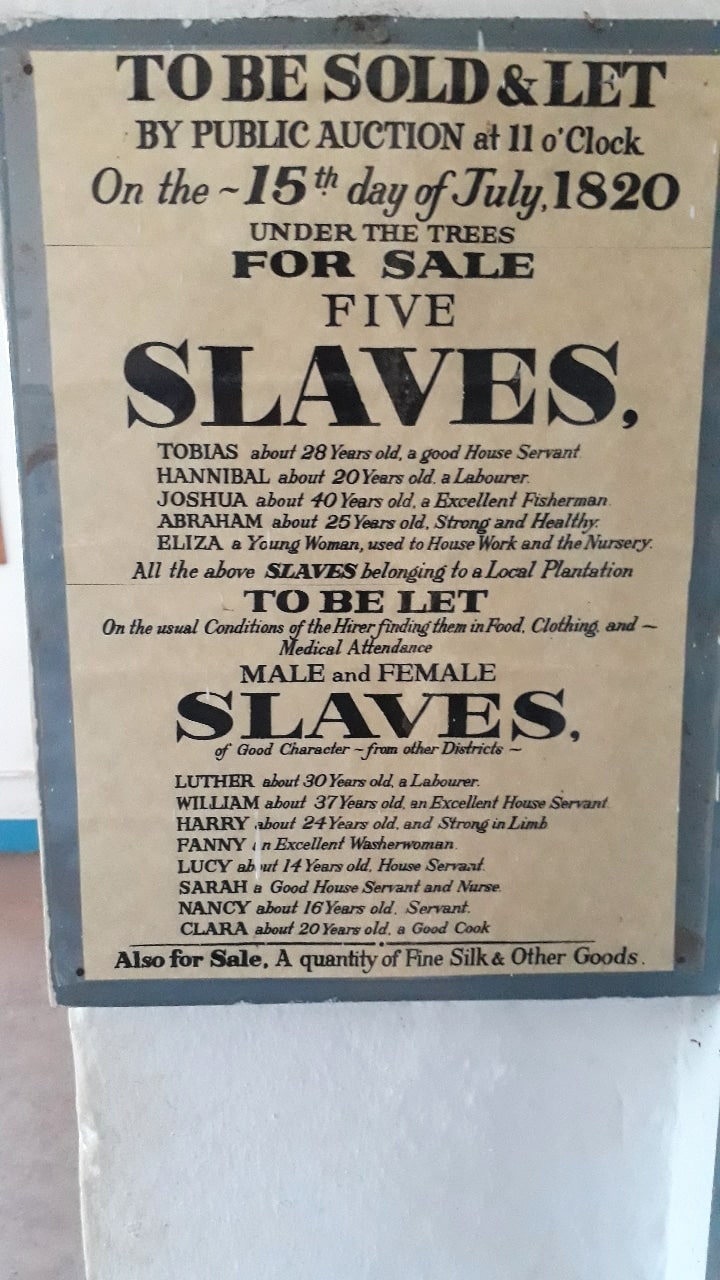 TO BE SOLD & LET
BY PUBLIC AUCTION at 11 o'Clock
On the ~ 15th day of July, 1820
UNDER THE TREES
FOR SALE
FIVE
SLAVES,
TOBIAS about 28 Years old, a good House Servant.
HANNIBAL about 20 Years old, a Labourer.
JOSHUA about 40 Years old, a Excellent Fisherman.
ABRAHAM about 25 Years old, Strong and Healthy.
ELIZA a Young Woman, used to House Work and the Nursery.
All the above SLAVES belonging to a Local Plantation
TO BE LET
On the usual Conditions of the Hirer finding them in Food, Clothing, and ~
Medical Attendance
MALE and FEMALE
SLAVES,
of Good Character ~ from other Districts ~
LUTHER about 30 Years old, a Labourer.
WILLIAM about 37 Years old, an Excellent House Servant.
HARRY about 24 Years old, and Strong in Limb
FANNY an Excellent Washerwoman.
LUCY about 14 Years old, House Servant.
SARAH a Good House Servant and Nurse.
NANCY about 16 Years old, Servant.
CLARA about 20 Years old, a Good Cook
Also for Sale, A quantity of Fine Silk & Other Goods.